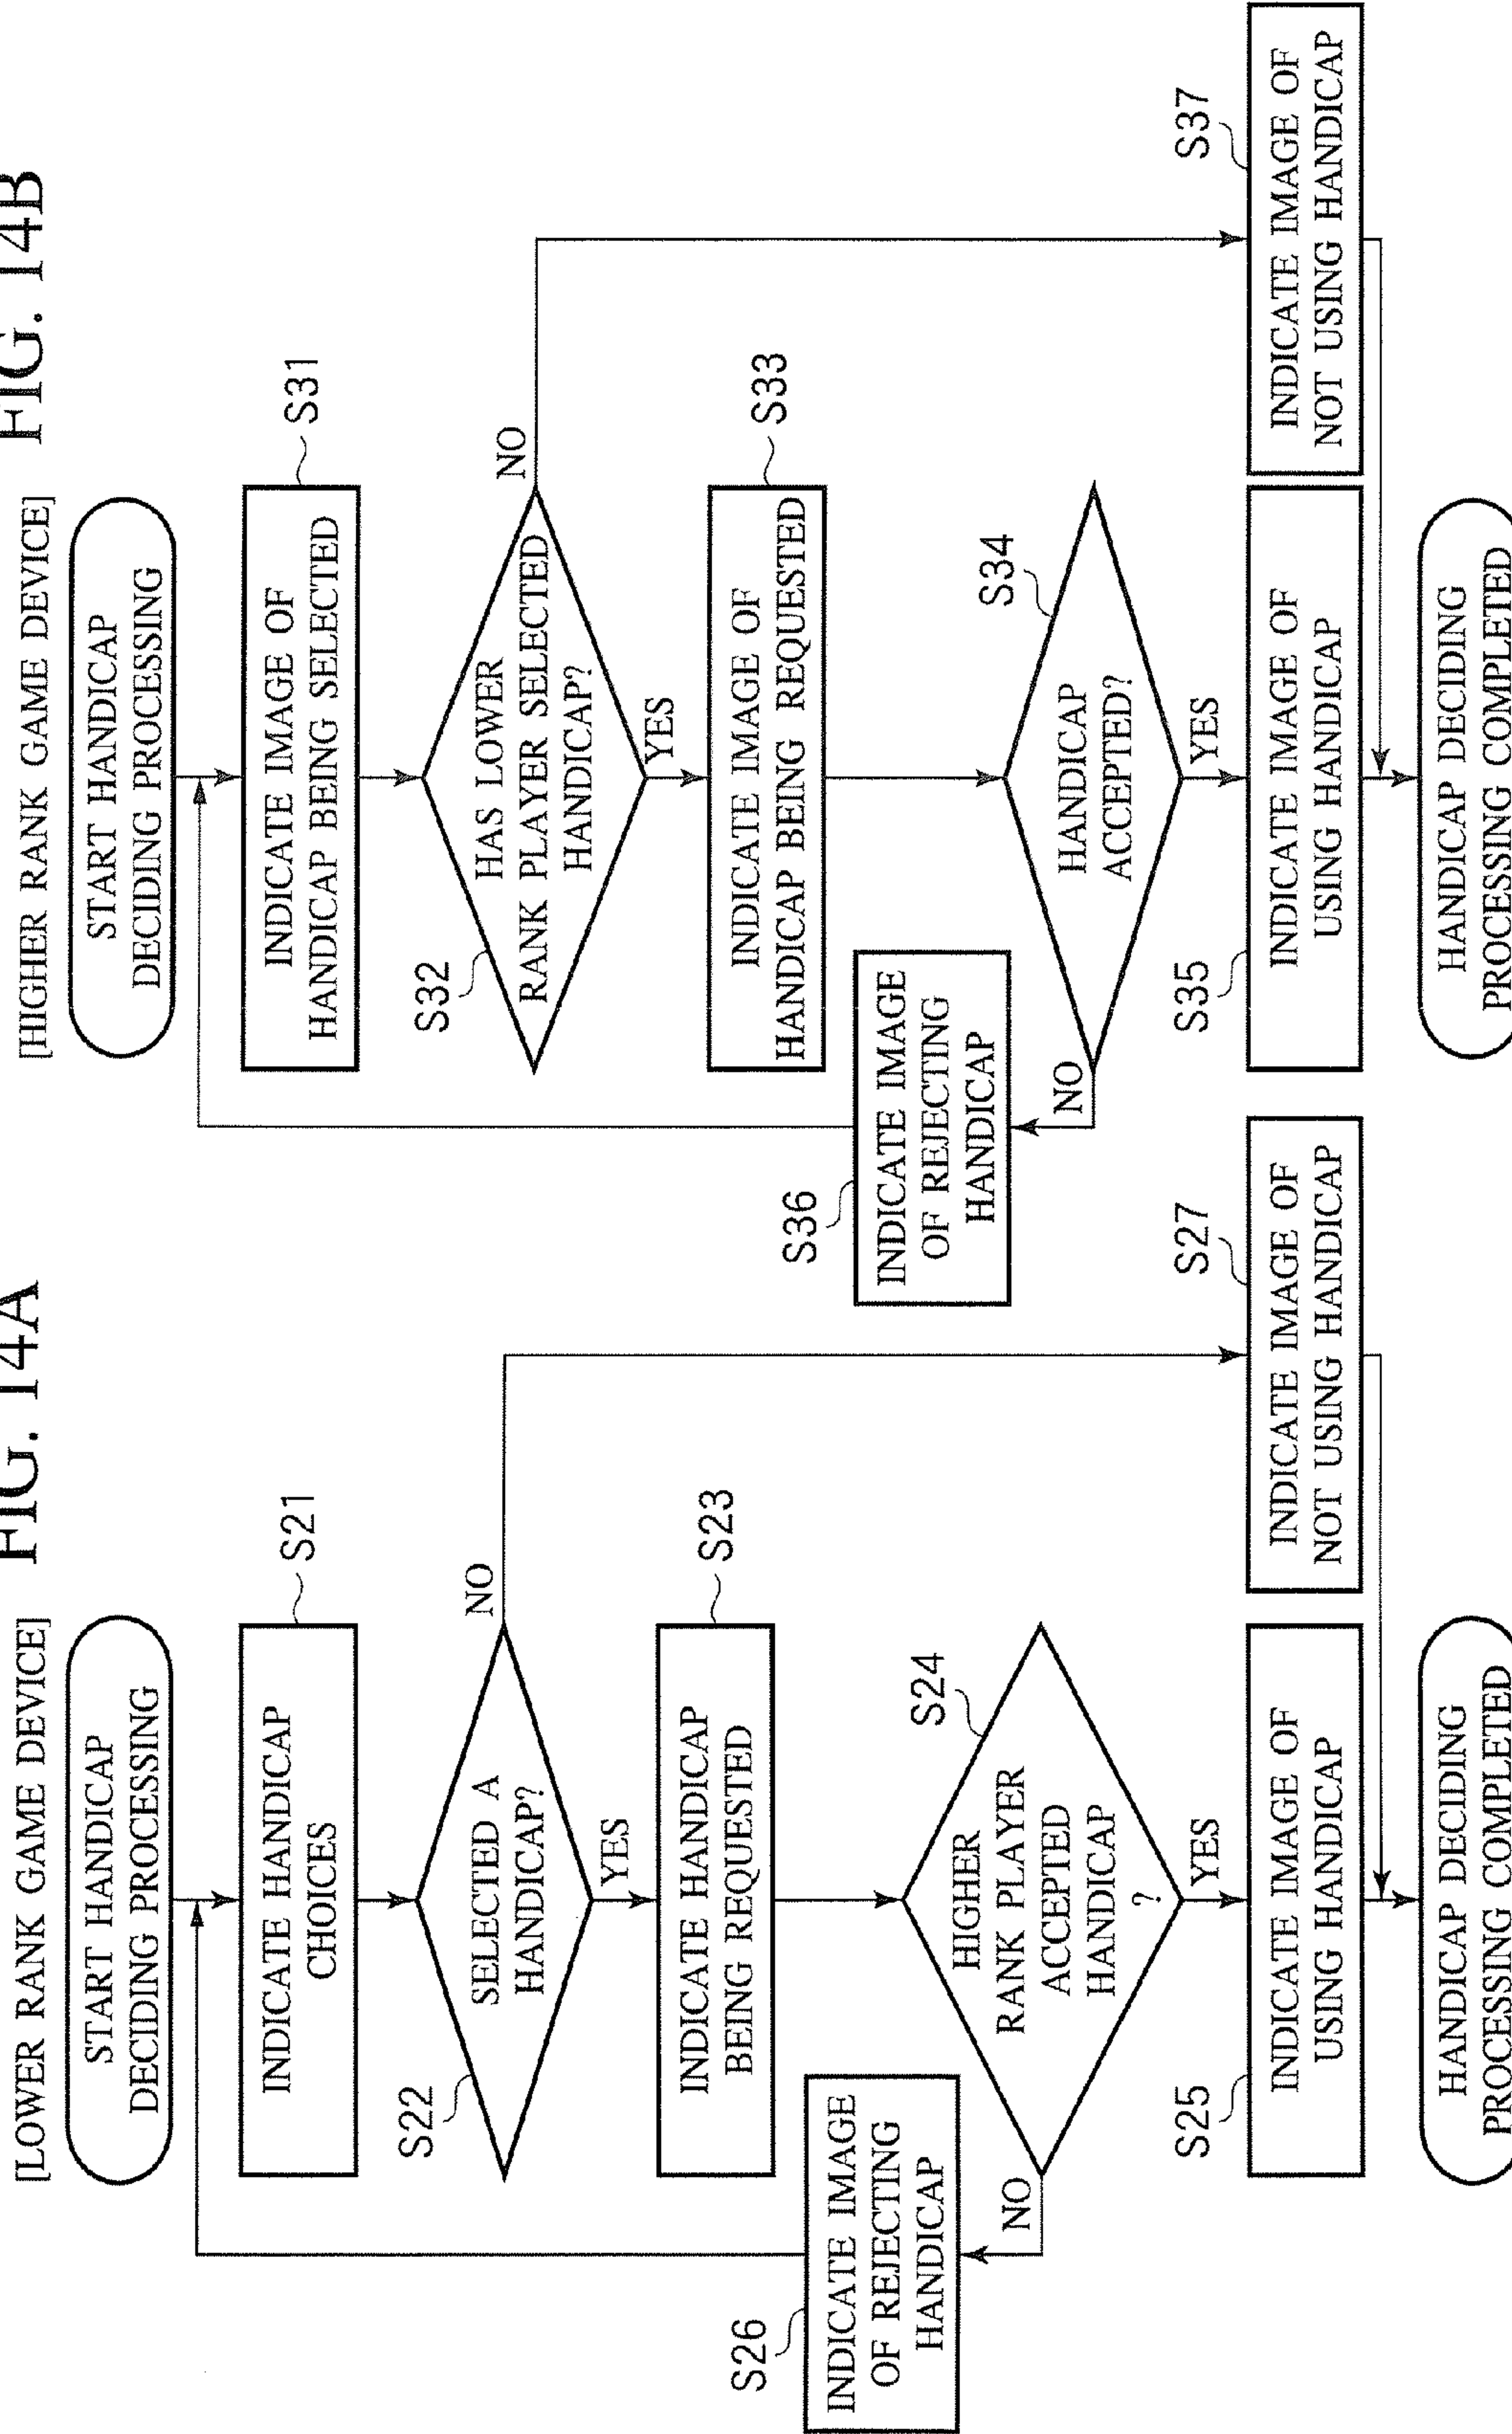 FIG. 14A
[LOWER RANK GAME DEVICE]
START HANDICAP
DECIDING PROCESSING
INDICATE HANDICAP
CHOICES
S21
SELECTED A
HANDICAP?
S22
NO
YES
INDICATE HANDICAP
BEING REQUESTED
S23
HIGHER
RANK PLAYER
ACCEPTED
HANDICAP
?
S24
NO
YES
S26
INDICATE IMAGE
OF REJECTING
HANDICAP
S25
INDICATE IMAGE OF
USING HANDICAP
S27
INDICATE IMAGE OF
NOT USING HANDICAP
HANDICAP DECIDING
PROCESSING COMPLETED
FIG. 14B
[HIGHER RANK GAME DEVICE]
START HANDICAP
DECIDING PROCESSING
INDICATE IMAGE OF
HANDICAP BEING SELECTED
S31
HAS LOWER
RANK PLAYER SELECTED
HANDICAP?
S32
NO
YES
INDICATE IMAGE OF
HANDICAP BEING REQUESTED
S33
HANDICAP
ACCEPTED?
S34
NO
YES
S36
INDICATE IMAGE
OF REJECTING
HANDICAP
S35
INDICATE IMAGE OF
USING HANDICAP
S37
INDICATE IMAGE OF
NOT USING HANDICAP
HANDICAP DECIDING
PROCESSING COMPLETED